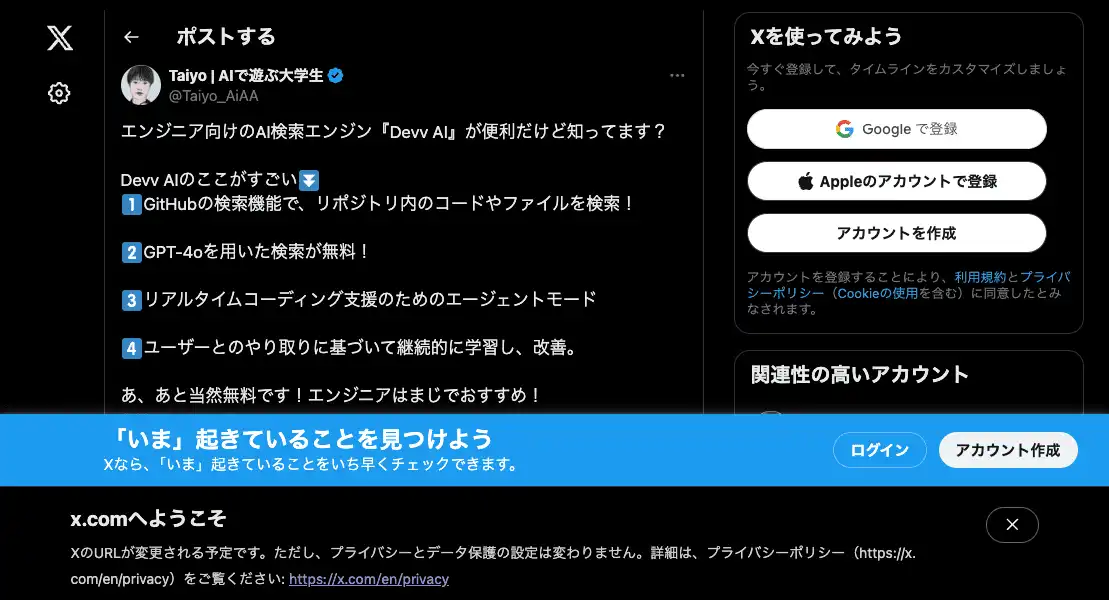 ポストする
Taiyo | AIで遊ぶ大学生
@Taiyo_AiAA
エンジニア向けのAI検索エンジン『Devv AI』が便利だけど知ってます？
Devv AIのここがすごい⏬
1️⃣GitHubの検索機能で、リポジトリ内のコードやファイルを検索！
2️⃣GPT-4oを用いた検索が無料！
3️⃣リアルタイムコーディング支援のためのエージェントモード
4️⃣ユーザーとのやり取りに基づいて継続的に学習し、改善。
あ、あと当然無料です！エンジニアはまじでおすすめ！
Xを使ってみよう
今すぐ登録して、タイムラインをカスタマイズしましょ
う。
Google で登録
Appleのアカウントで登録
アカウントを作成
アカウントを登録することにより、利用規約とプライバ
シーポリシー（Cookieの使用を含む）に同意したとみ
なされます。
関連性の高いアカウント
「いま」起きていることを見つけよう
Xなら、「いま」起きていることをいち早くチェックできます。
ログイン
アカウント作成
x.comへようこそ
XのURLが変更される予定です。ただし、プライバシーとデータ保護の設定は変わりません。詳細は、プライバシーポリシー（https://x.
com/en/privacy）をご覧ください: https://x.com/en/privacy